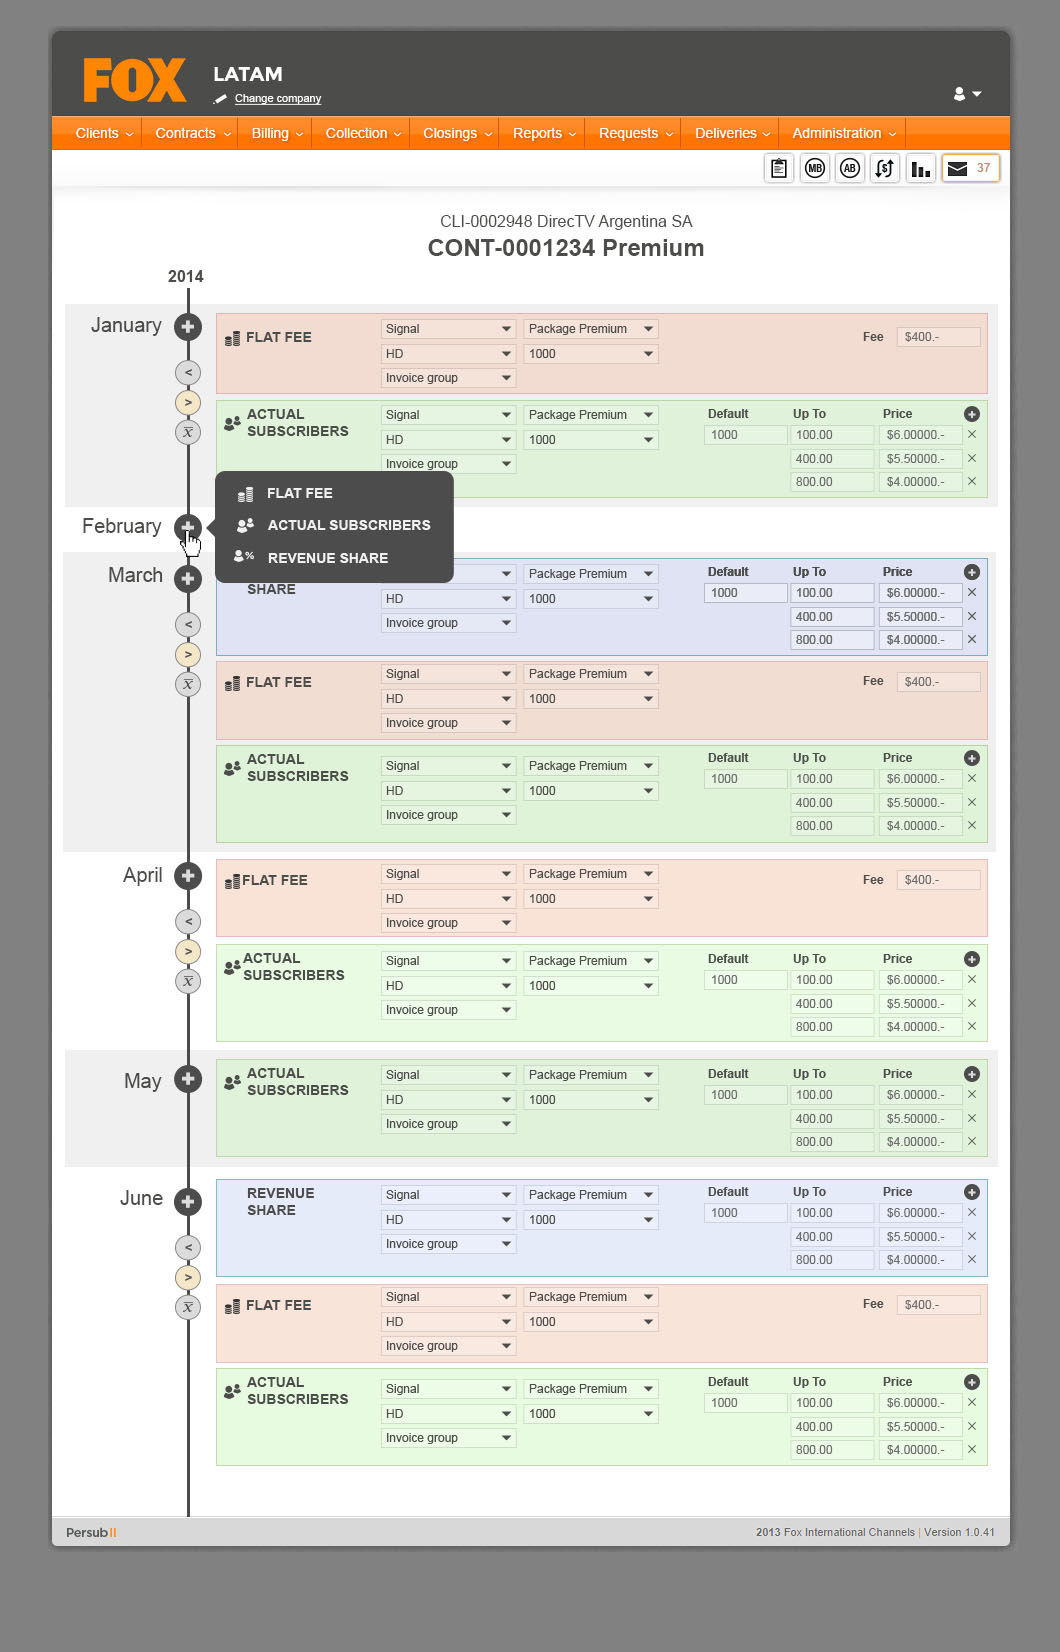 FOX
LATAM
Change company
Clients Contracts Billing Collection Closings Reports Requests Deliveries Administration
MB AB $ 37
CLI-0002948 DirecTV Argentina SA
CONT-0001234 Premium
2014
January
FLAT FEE Signal Package Premium Fee $400.-
HD 1000
Invoice group
<
>
x̅
ACTUAL SUBSCRIBERS Signal Package Premium Default Up To Price
HD 1000 1000 100.00 $6.00000.-
Invoice group 400.00 $5.50000.-
800.00 $4.00000.-
February
FLAT FEE
ACTUAL SUBSCRIBERS
% REVENUE SHARE
March
SHARE Package Premium Default Up To Price
HD 1000 1000 100.00 $6.00000.-
Invoice group 400.00 $5.50000.-
800.00 $4.00000.-
<
>
x̅
FLAT FEE Signal Package Premium Fee $400.-
HD 1000
Invoice group
ACTUAL SUBSCRIBERS Signal Package Premium Default Up To Price
HD 1000 1000 100.00 $6.00000.-
Invoice group 400.00 $5.50000.-
800.00 $4.00000.-
April
FLAT FEE Signal Package Premium Fee $400.-
HD 1000
Invoice group
<
>
x̅
ACTUAL SUBSCRIBERS Signal Package Premium Default Up To Price
HD 1000 1000 100.00 $6.00000.-
Invoice group 400.00 $5.50000.-
800.00 $4.00000.-
May
ACTUAL SUBSCRIBERS Signal Package Premium Default Up To Price
HD 1000 1000 100.00 $6.00000.-
Invoice group 400.00 $5.50000.-
800.00 $4.00000.-
June
REVENUE SHARE Signal Package Premium Default Up To Price
HD 1000 1000 100.00 $6.00000.-
Invoice group 400.00 $5.50000.-
800.00 $4.00000.-
<
>
x̅
FLAT FEE Signal Package Premium Fee $400.-
HD 1000
Invoice group
ACTUAL SUBSCRIBERS Signal Package Premium Default Up To Price
HD 1000 1000 100.00 $6.00000.-
Invoice group 400.00 $5.50000.-
800.00 $4.00000.-
Persub II
2013 Fox International Channels | Version 1.0.41